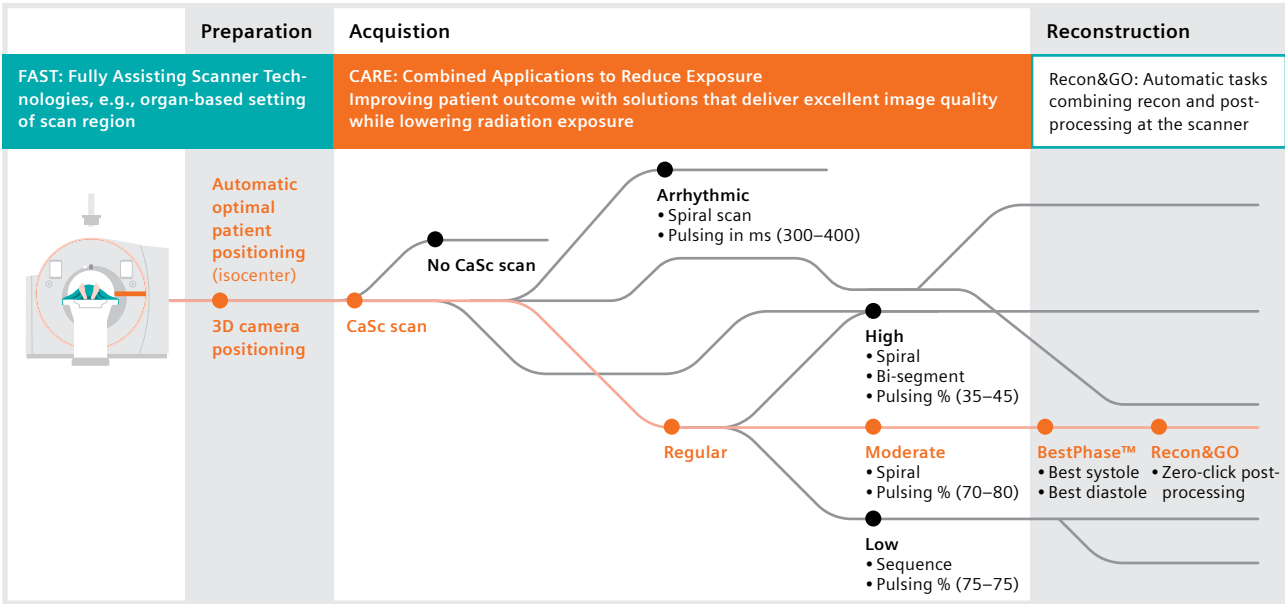 Preparation
Acquistion
Reconstruction
FAST: Fully Assisting Scanner Tech-
nologies, e.g., organ-based setting
of scan region
CARE: Combined Applications to Reduce Exposure
Improving patient outcome with solutions that deliver excellent image quality
while lowering radiation exposure
Recon&GO: Automatic tasks
combining recon and post-
processing at the scanner
Automatic
optimal
patient
positioning
(isocenter)
3D camera
positioning
No CaSc scan
CaSc scan
Arrhythmic
• Spiral scan
• Pulsing in ms (300–400)
Regular
High
• Spiral
• Bi-segment
• Pulsing % (35–45)
Moderate
• Spiral
• Pulsing % (70–80)
Low
• Sequence
• Pulsing % (75–75)
BestPhase™
• Best systole
• Best diastole
Recon&GO
• Zero-click post-
processing